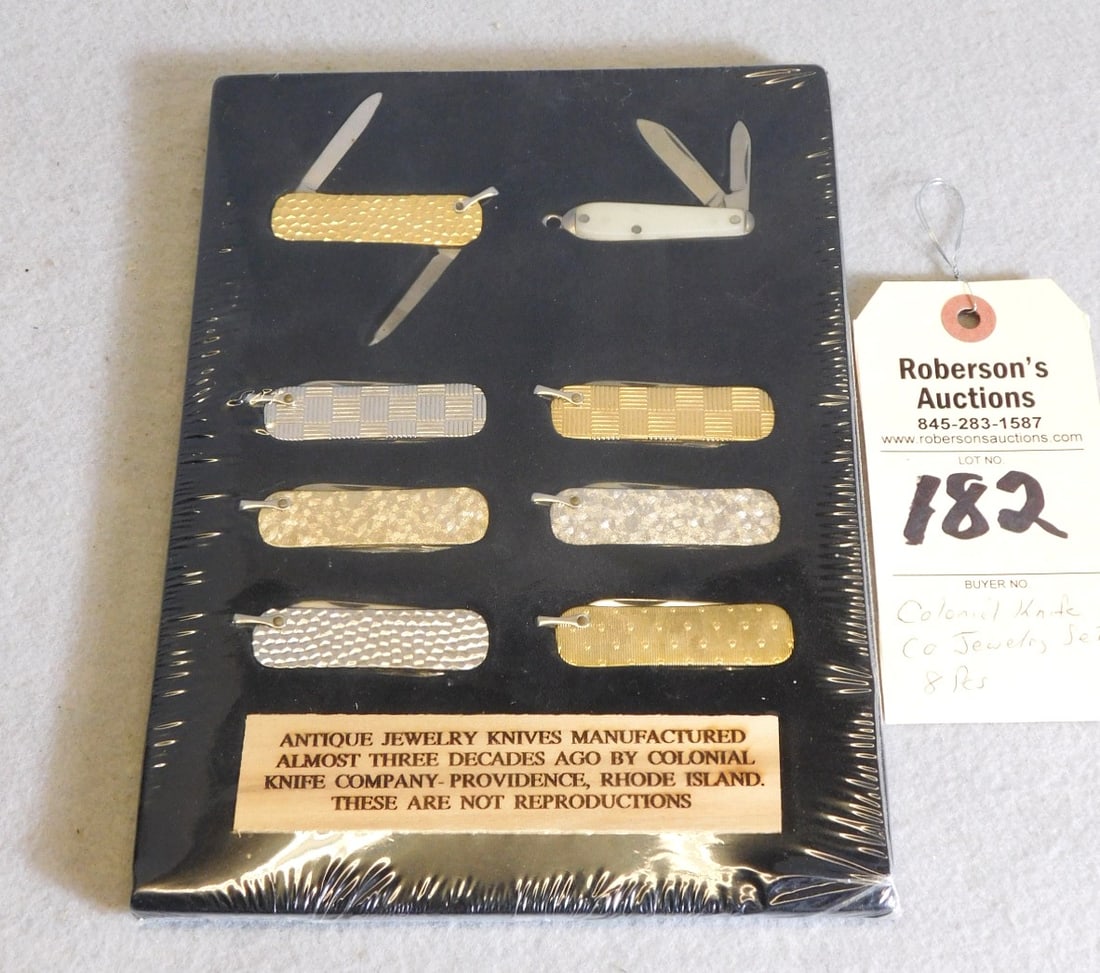 ANTIQUE JEWELRY KNIVES MANUFACTURED
ALMOST THREE DECADES AGO BY COLONIAL
KNIFE COMPANY- PROVIDENCE, RHODE ISLAND.
THESE ARE NOT REPRODUCTIONS
Roberson's
Auctions
845-283-1587
www.robersonsauctions.com
LOT NO.
182
BUYER NO.
Colonial Knife
Co Jewelry Set
8 Pcs